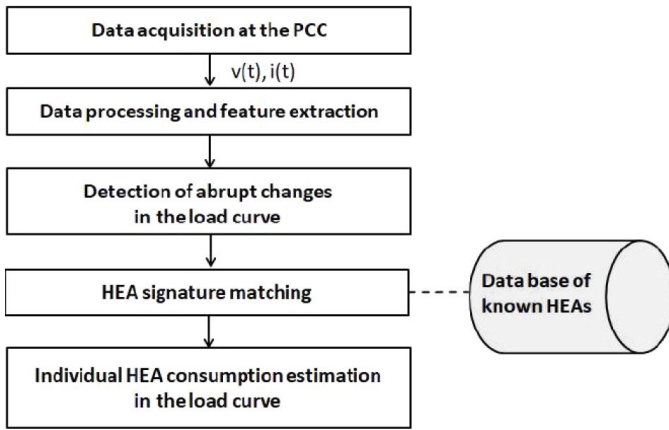 Data acquisition at the PCC
v(t), i(t)
Data processing and feature extraction
Detection of abrupt changes
in the load curve
HEA signature matching
Data base of
known HEAs
Individual HEA consumption estimation
in the load curve